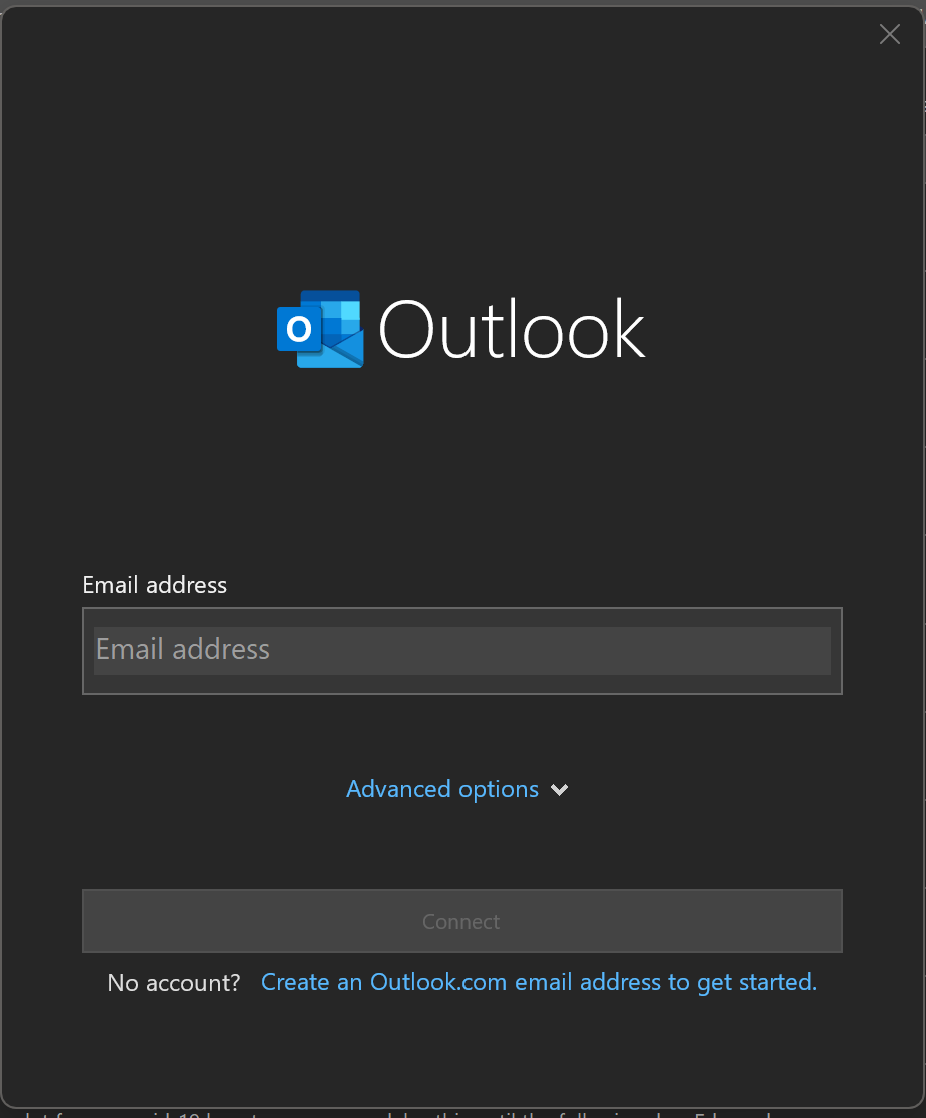 Outlook
Email address
Email address
Advanced options
Connect
No account? Create an Outlook.com email address to get started.